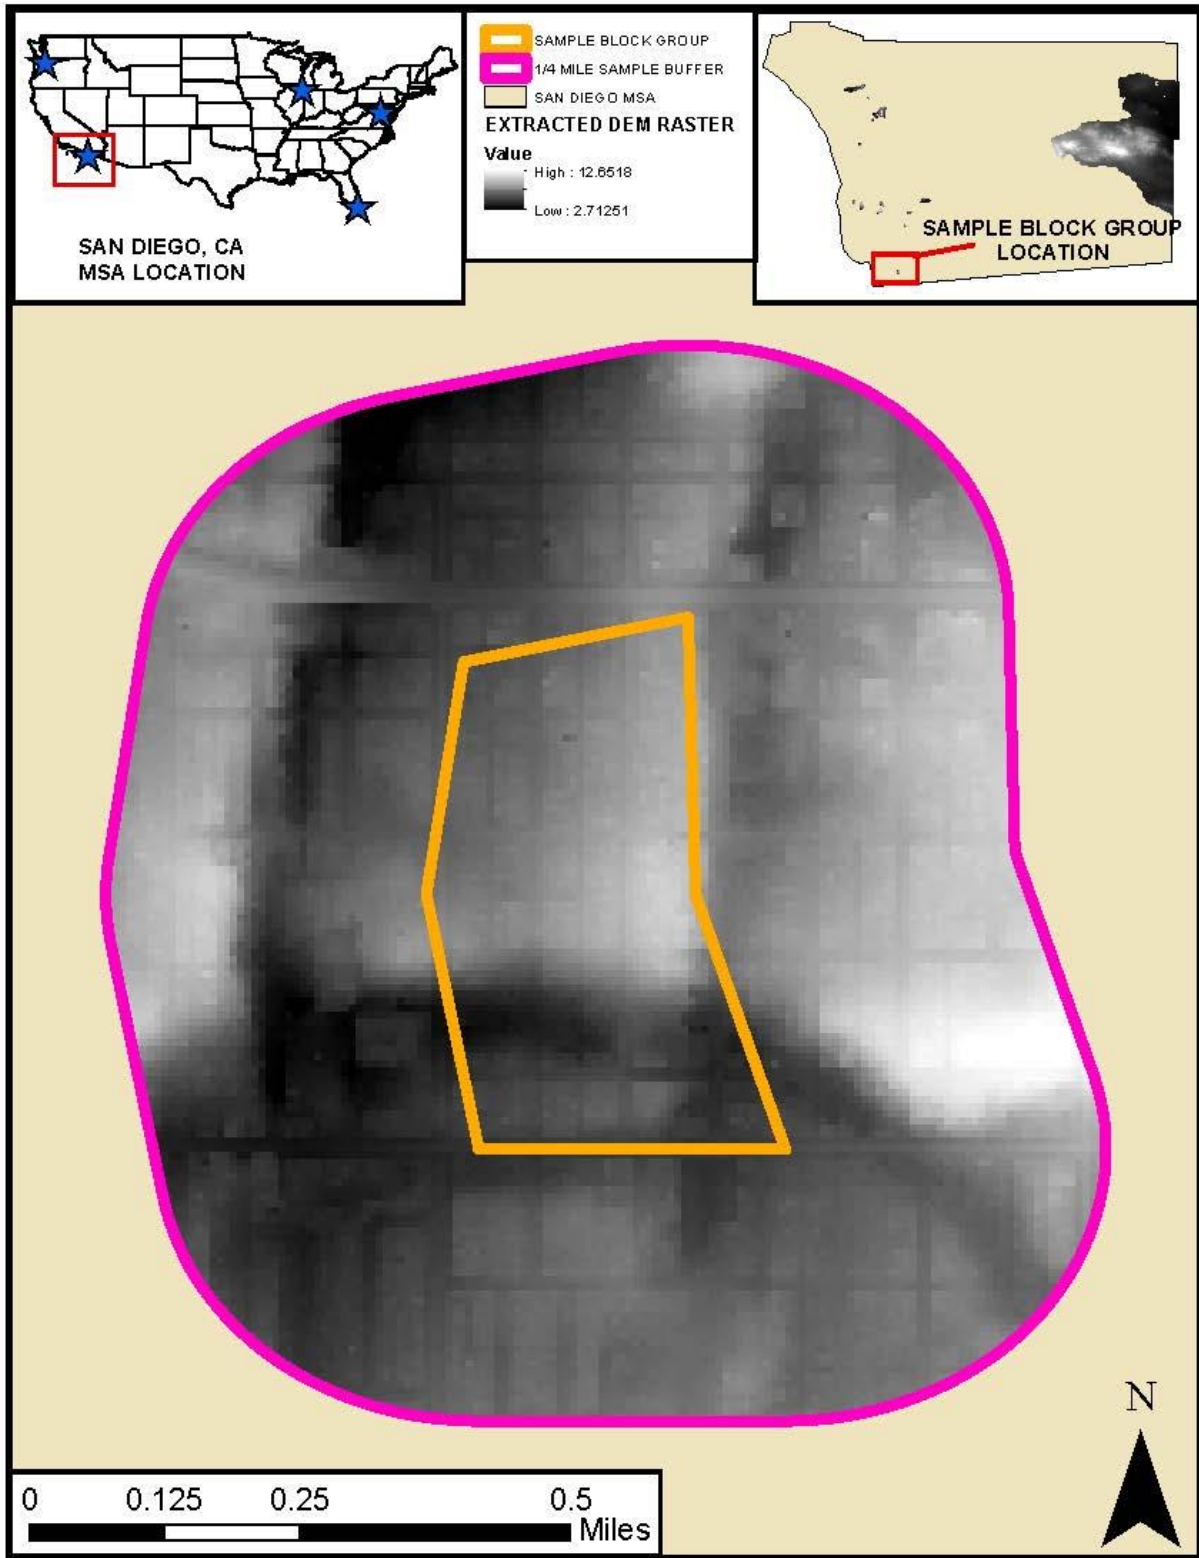 SAN DIEGO, CA
MSA LOCATION
SAMPLE BLOCK GROUP
1/4 MILE SAMPLE BUFFER
SAN DIEGO MSA
EXTRACTED DEM RASTER
Value
High : 12.6518
Low : 2.71251
SAMPLE BLOCK GROUP
LOCATION
N
0 0.125 0.25 0.5
Miles